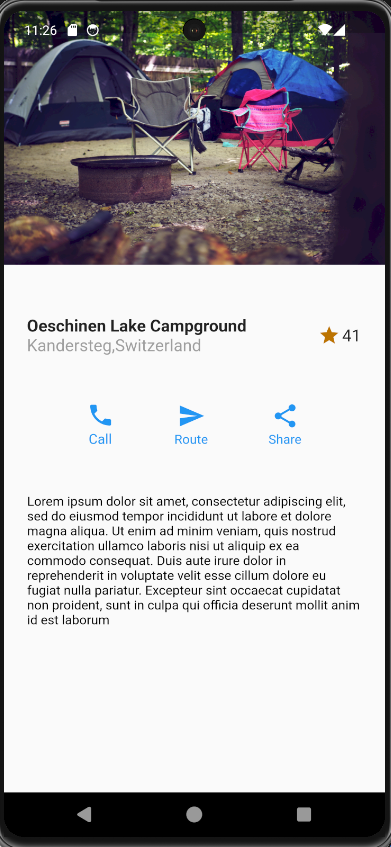 11:26
Oeschinen Lake Campground
Kandersteg,Switzerland
41
Call
Route
Share
Lorem ipsum dolor sit amet, consectetur adipiscing elit,
sed do eiusmod tempor incididunt ut labore et dolore
magna aliqua. Ut enim ad minim veniam, quis nostrud
exercitation ullamco laboris nisi ut aliquip ex ea
commodo consequat. Duis aute irure dolor in
reprehenderit in voluptate velit esse cillum dolore eu
fugiat nulla pariatur. Excepteur sint occaecat cupidatat
non proident, sunt in culpa qui officia deserunt mollit anim
id est laborum